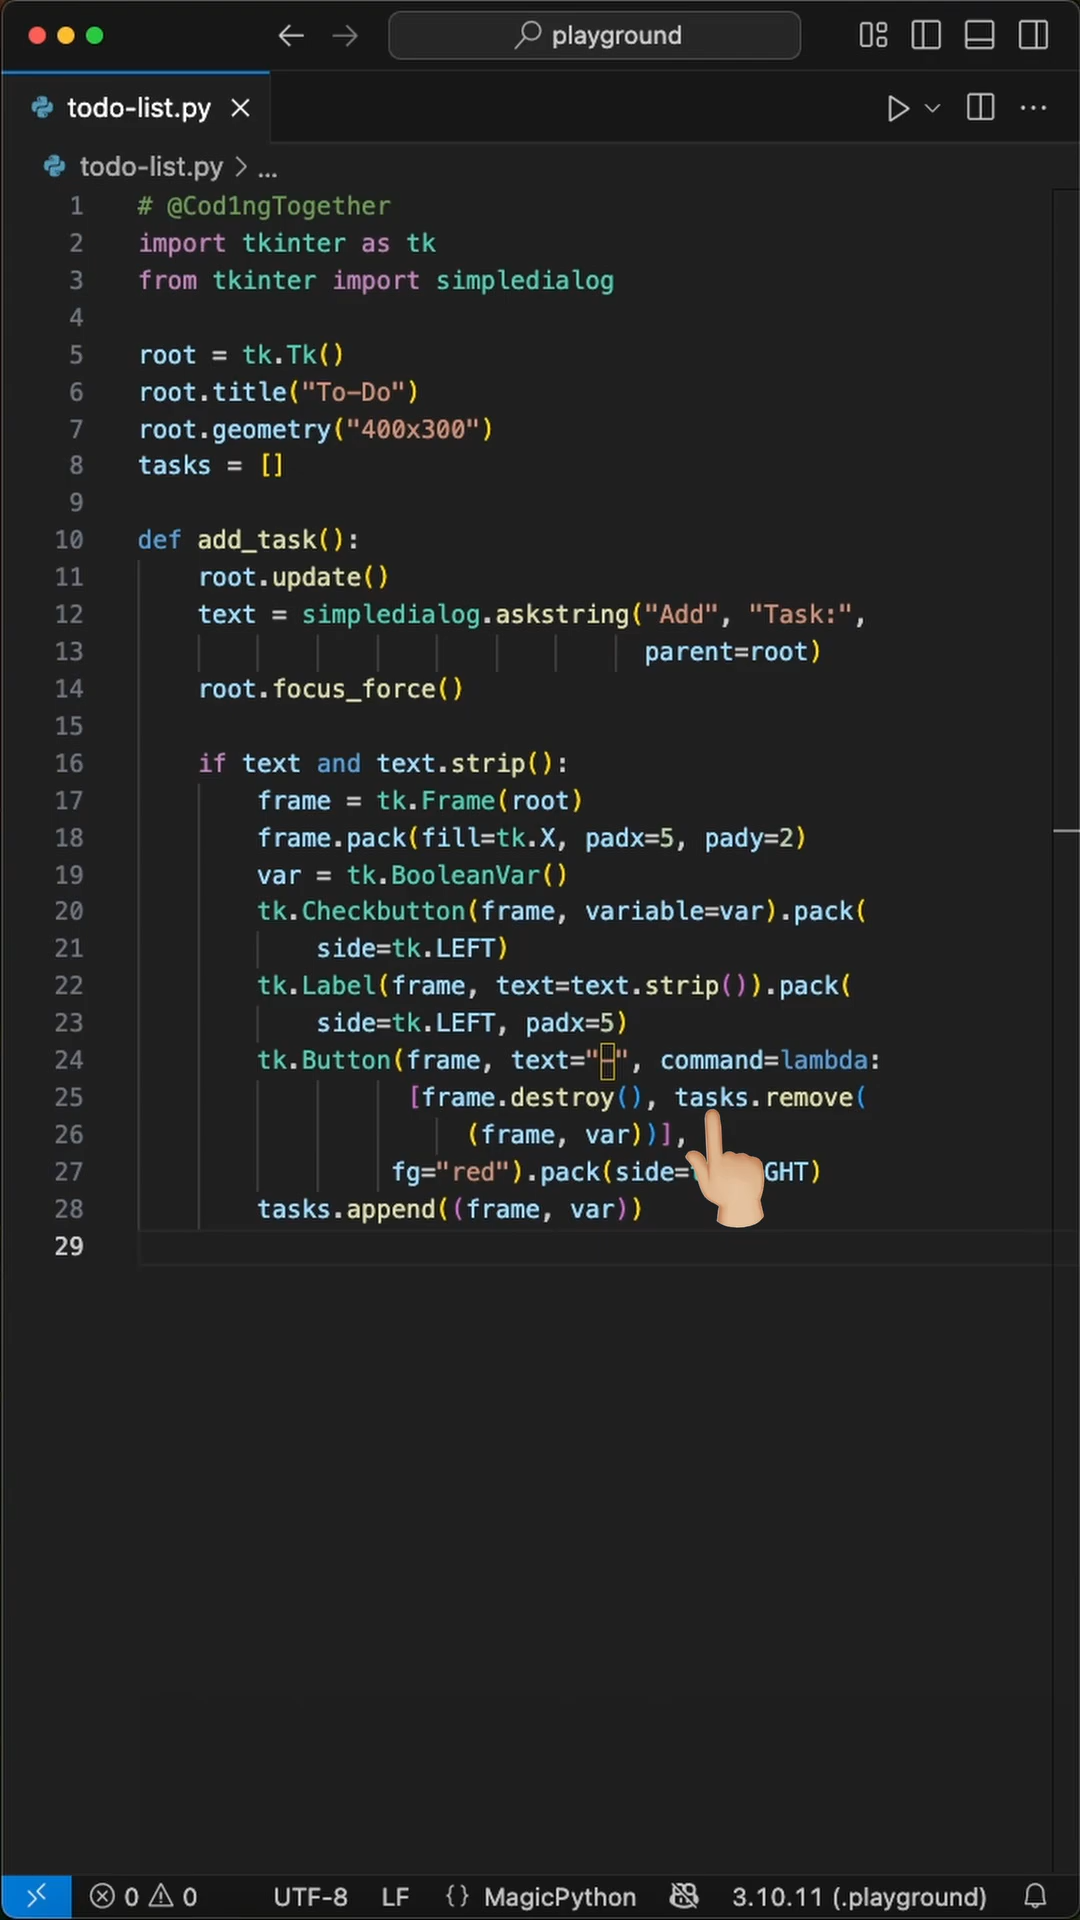 playground
todo-list.py
todo-list.py > ...
1 # @Cod1ngTogether
2 import tkinter as tk
3 from tkinter import simpledialog
4
5 root = tk.Tk()
6 root.title("To-Do")
7 root.geometry("400x300")
8 tasks = []
9
10 def add_task():
11     root.update()
12     text = simpledialog.askstring("Add", "Task:",
13                                   parent=root)
14     root.focus_force()
15
16     if text and text.strip():
17         frame = tk.Frame(root)
18         frame.pack(fill=tk.X, padx=5, pady=2)
19         var = tk.BooleanVar()
20         tk.Checkbutton(frame, variable=var).pack(
21             side=tk.LEFT)
22         tk.Label(frame, text=text.strip()).pack(
23             side=tk.LEFT, padx=5)
24         tk.Button(frame, text="–", command=lambda:
25                   [frame.destroy(), tasks.remove(
26                       (frame, var))],
27                  fg="red").pack(side= GHT)
28         tasks.append((frame, var))
29
0 0 UTF-8 LF {} MagicPython 3.10.11 (.playground)